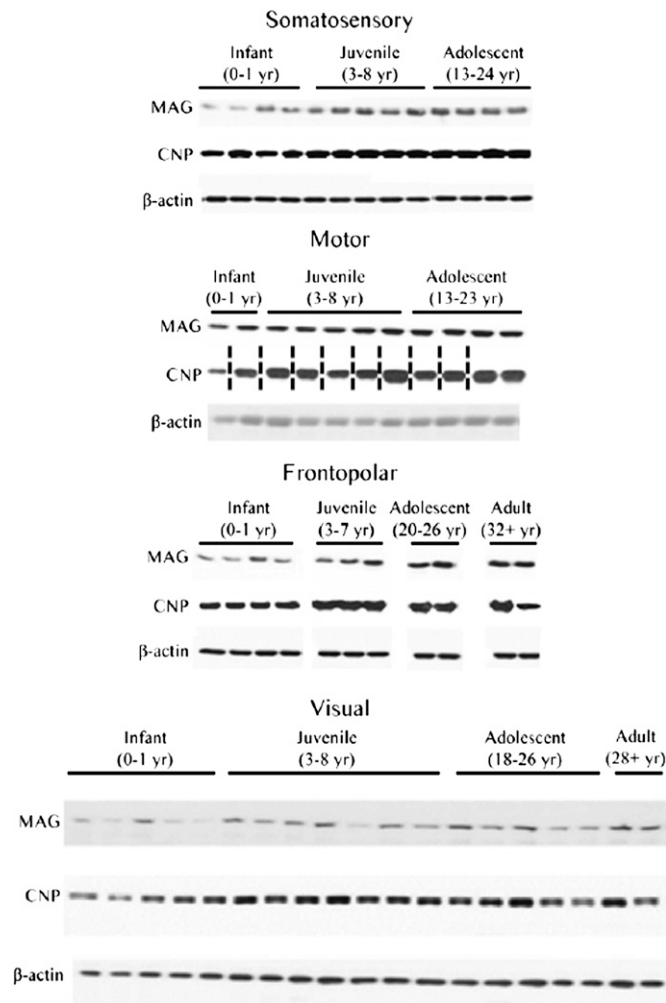 Somatosensory
Infant Juvenile Adolescent
(0-1 yr) (3-8 yr) (13-24 yr)
MAG
CNP
β-actin
Motor
Infant Juvenile Adolescent
(0-1 yr) (3-8 yr) (13-23 yr)
MAG
CNP
β-actin
Frontopolar
Infant Juvenile Adolescent Adult
(0-1 yr) (3-7 yr) (20-26 yr) (32+ yr)
MAG
CNP
β-actin
Visual
Infant Juvenile Adolescent Adult
(0-1 yr) (3-8 yr) (18-26 yr) (28+ yr)
MAG
CNP
β-actin